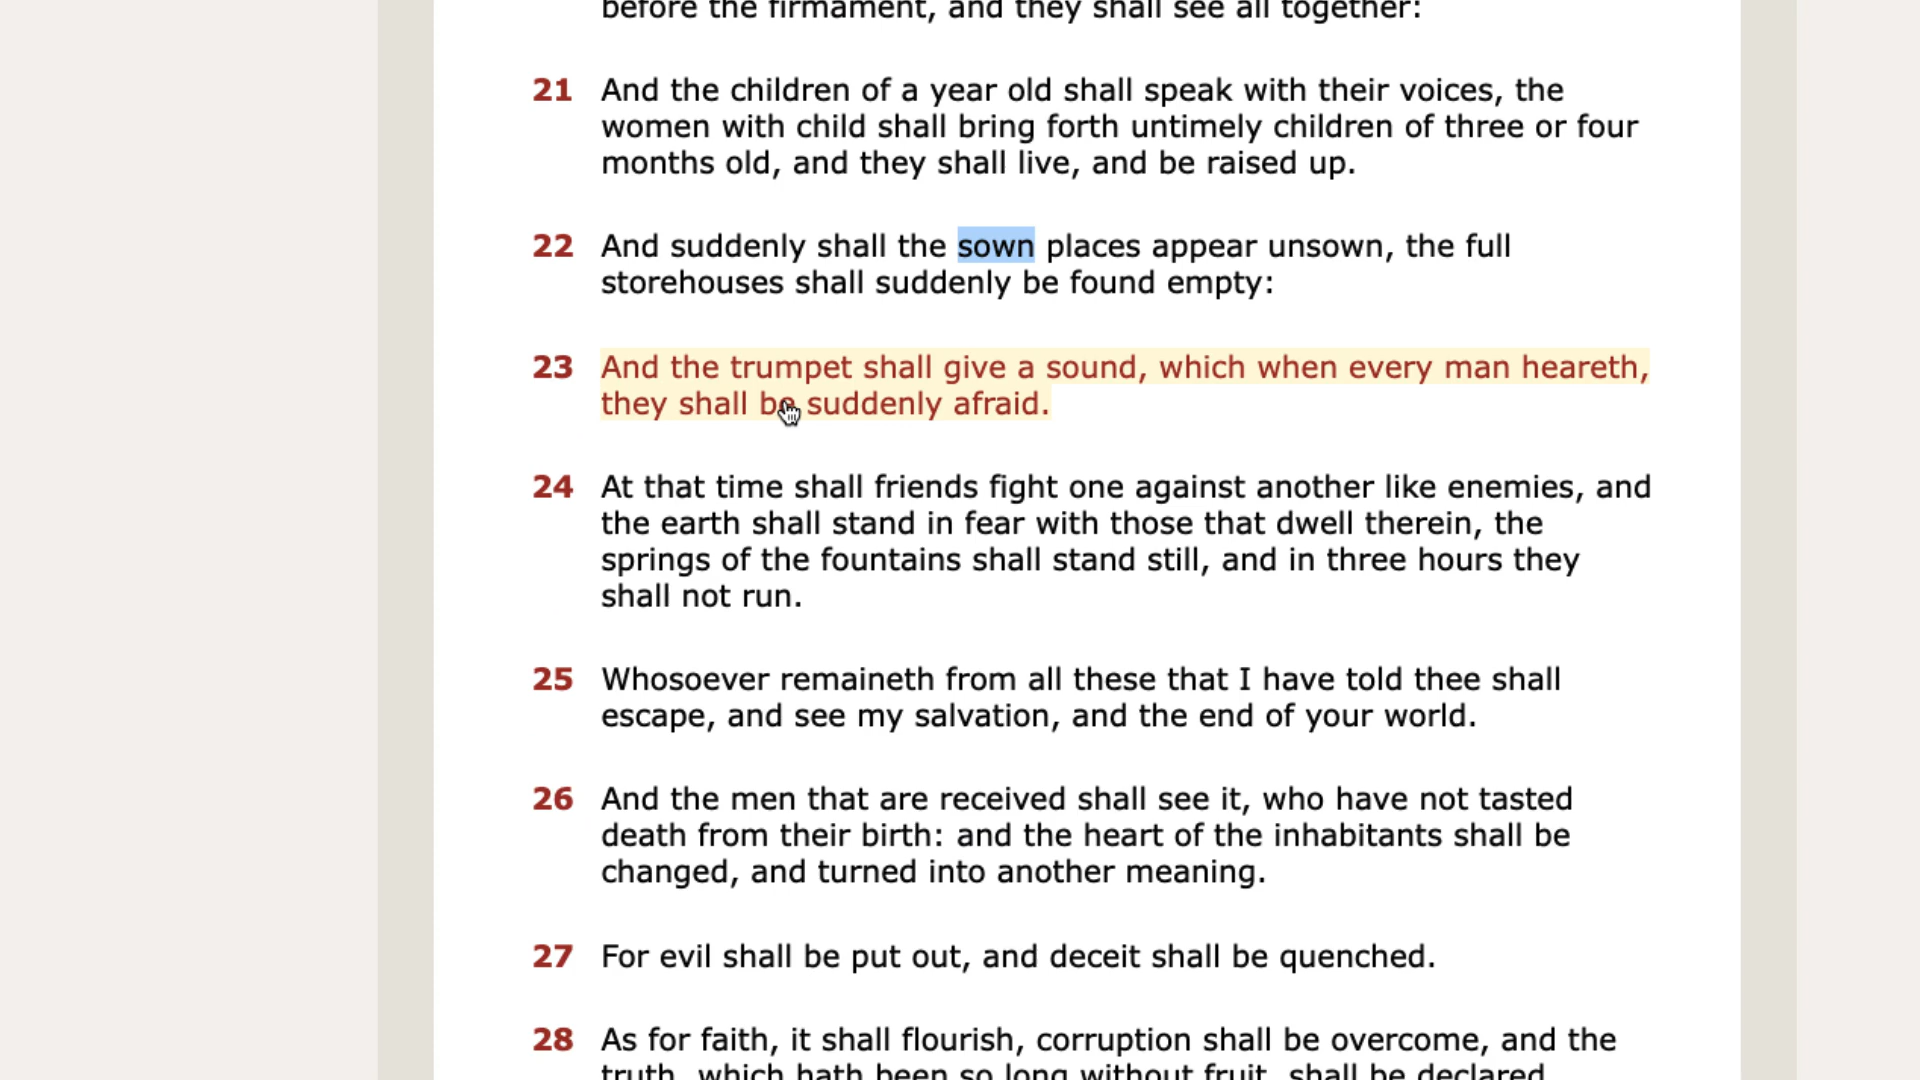 before the firmament, and they shall see all together:
21 And the children of a year old shall speak with their voices, the
women with child shall bring forth untimely children of three or four
months old, and they shall live, and be raised up.
22 And suddenly shall the sown places appear unsown, the full
storehouses shall suddenly be found empty:
23 And the trumpet shall give a sound, which when every man heareth,
they shall be suddenly afraid.
24 At that time shall friends fight one against another like enemies, and
the earth shall stand in fear with those that dwell therein, the
springs of the fountains shall stand still, and in three hours they
shall not run.
25 Whosoever remaineth from all these that I have told thee shall
escape, and see my salvation, and the end of your world.
26 And the men that are received shall see it, who have not tasted
death from their birth: and the heart of the inhabitants shall be
changed, and turned into another meaning.
27 For evil shall be put out, and deceit shall be quenched.
28 As for faith, it shall flourish, corruption shall be overcome, and the
truth, which hath been so long without fruit, shall be declared.